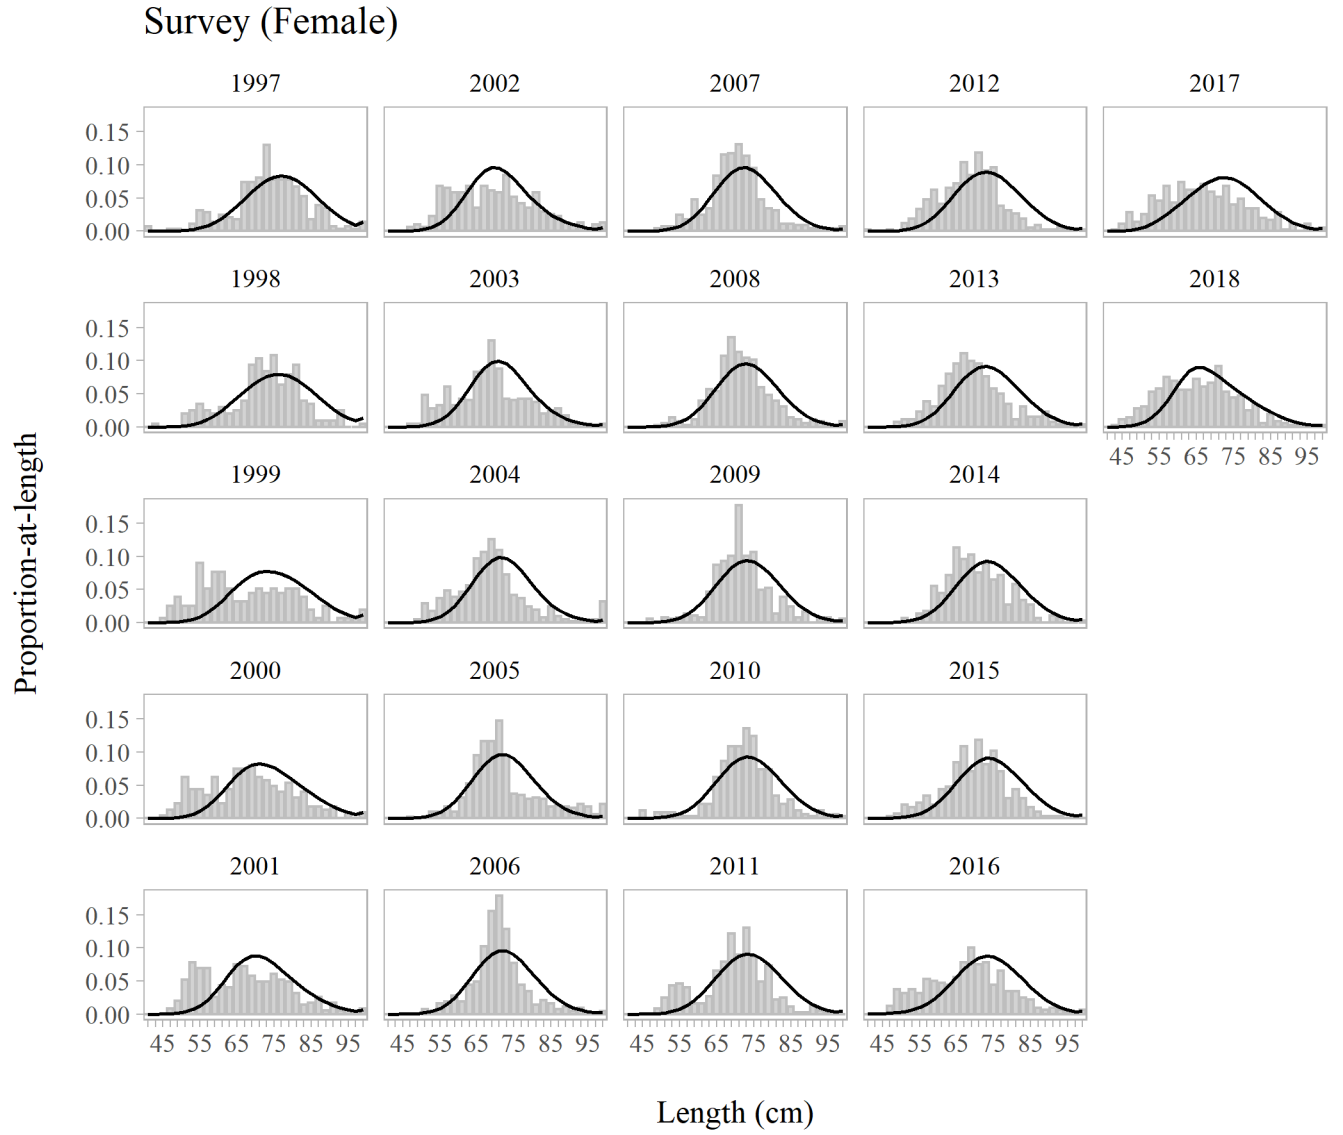 Survey (Female)
1997 2002 2007 2012 2017
0.15
0.10
0.05
0.00
1998 2003 2008 2013 2018
0.15
0.10
0.05
0.00
45 55 65 75 85 95
1999 2004 2009 2014
0.15
0.10
0.05
0.00
2000 2005 2010 2015
0.15
0.10
0.05
0.00
2001 2006 2011 2016
0.15
0.10
0.05
0.00
45 55 65 75 85 95 45 55 65 75 85 95 45 55 65 75 85 95 45 55 65 75 85 95
Proportion-at-length
Length (cm)